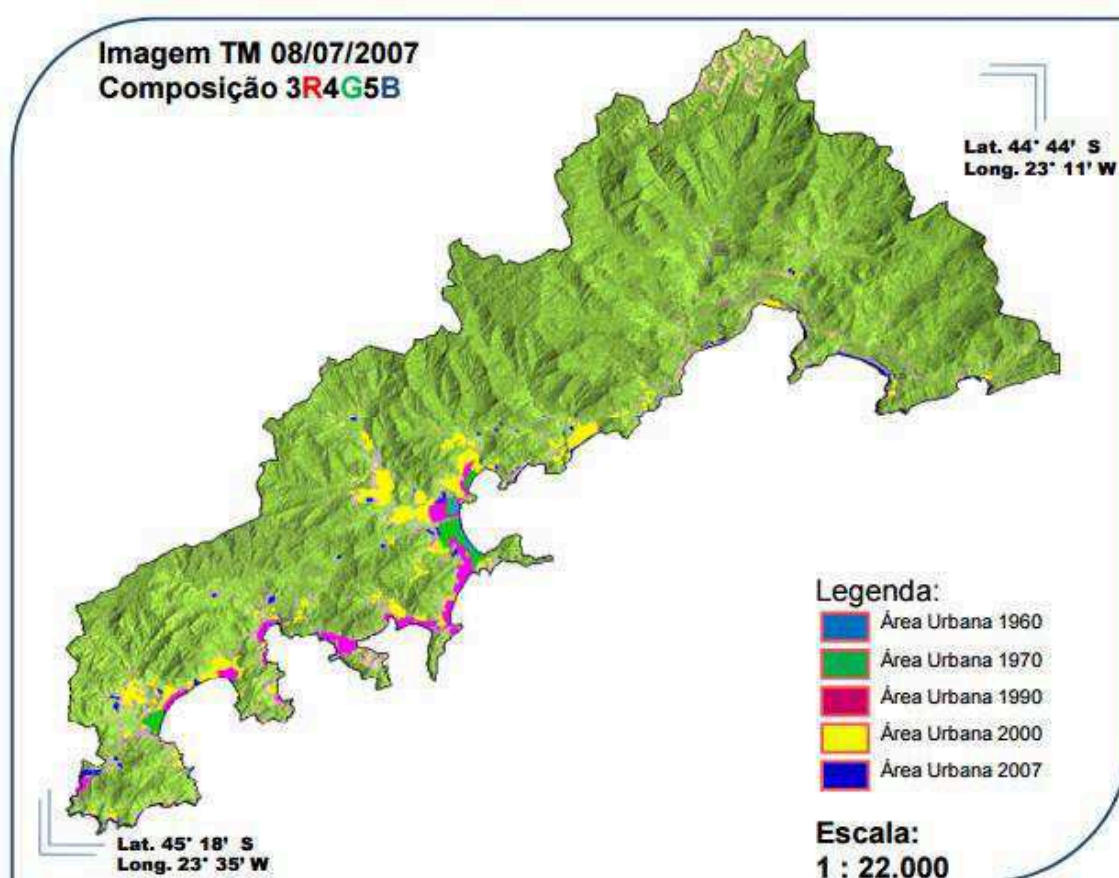 Imagem TM 08/07/2007
Composição 3R4G5B
Lat. 44° 44' S
Long. 23° 11' W
Legenda:
Área Urbana 1960
Área Urbana 1970
Área Urbana 1990
Área Urbana 2000
Área Urbana 2007
Escala:
1 : 22.000
Lat. 45° 18' S
Long. 23° 35' W